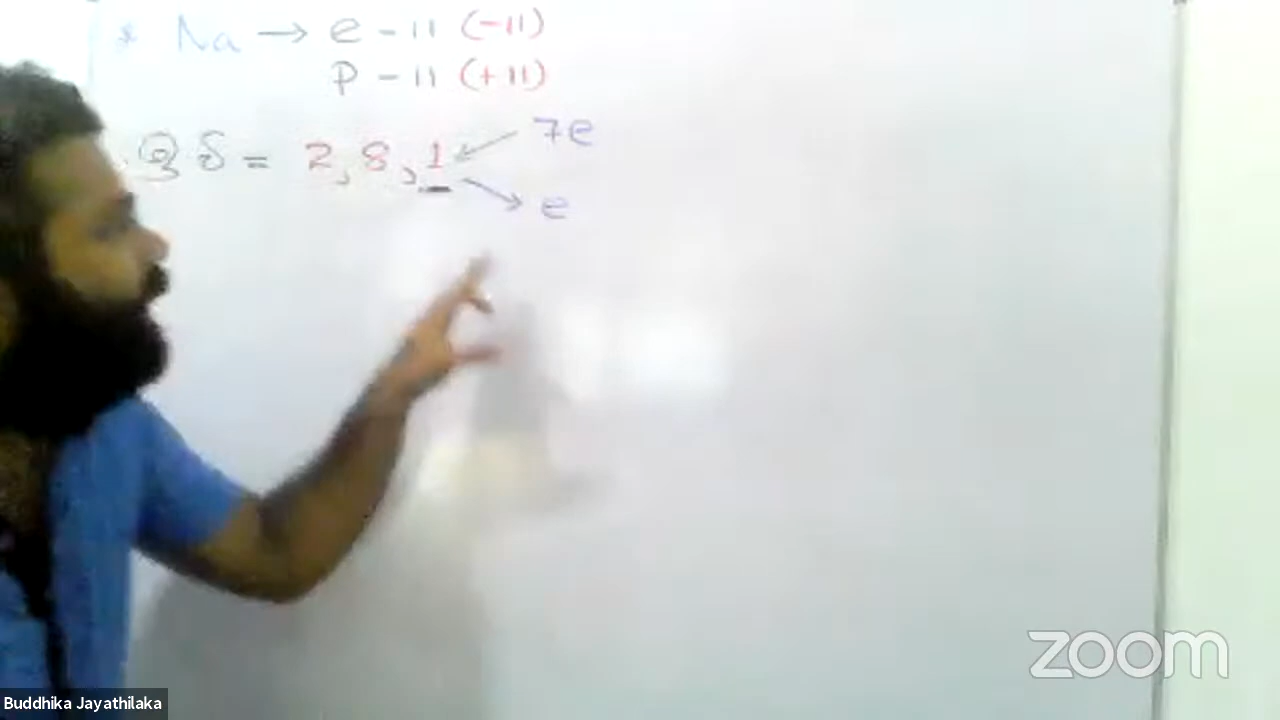 * Na → e - 11 (-11)
P - 11 (+11)
= 2, 8, 1 ← 7e
→ e
zoom
Buddhika Jayathilaka